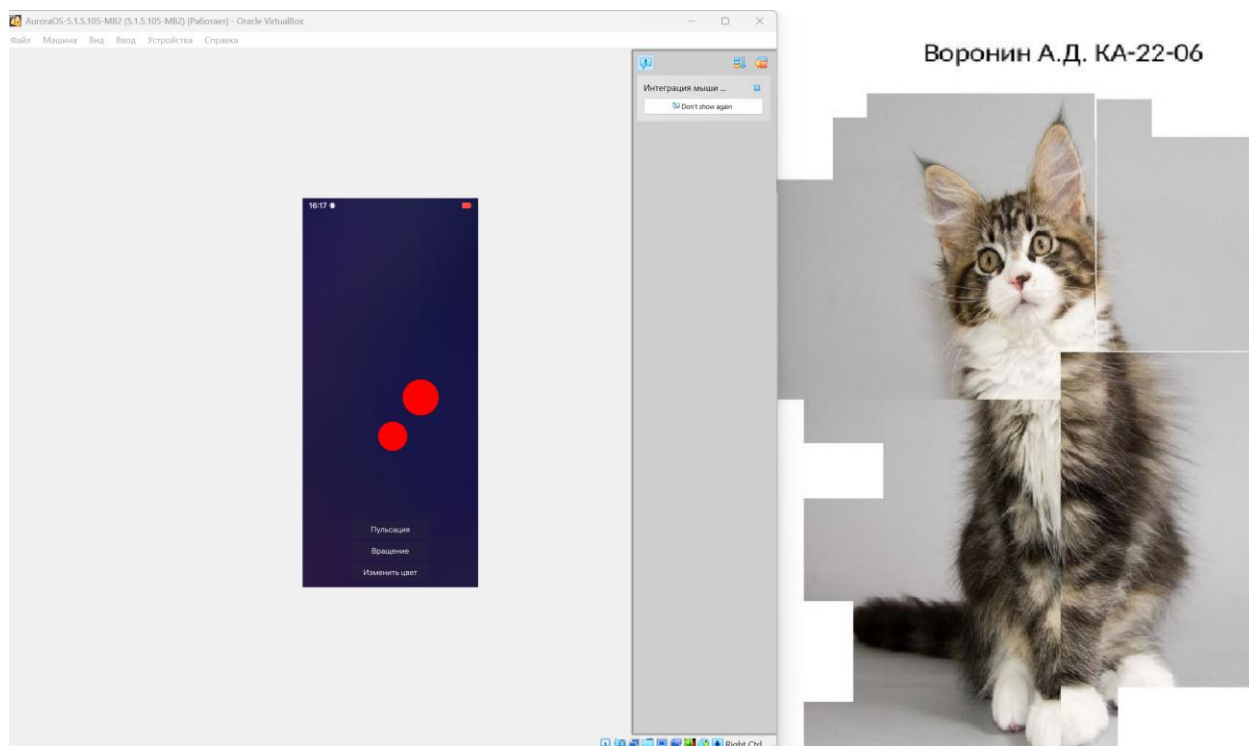 AuroraOS-5.1.5.105-MB2 (5.1.5.105-MB2) [Работает] - Oracle VirtualBox
Файл Машина Вид Ввод Устройства Справка
Интеграция мыши ...
Don't show again
16:17
Пульсация
Вращение
Изменить цвет
Right Ctrl
Воронин А.Д. КА-22-06